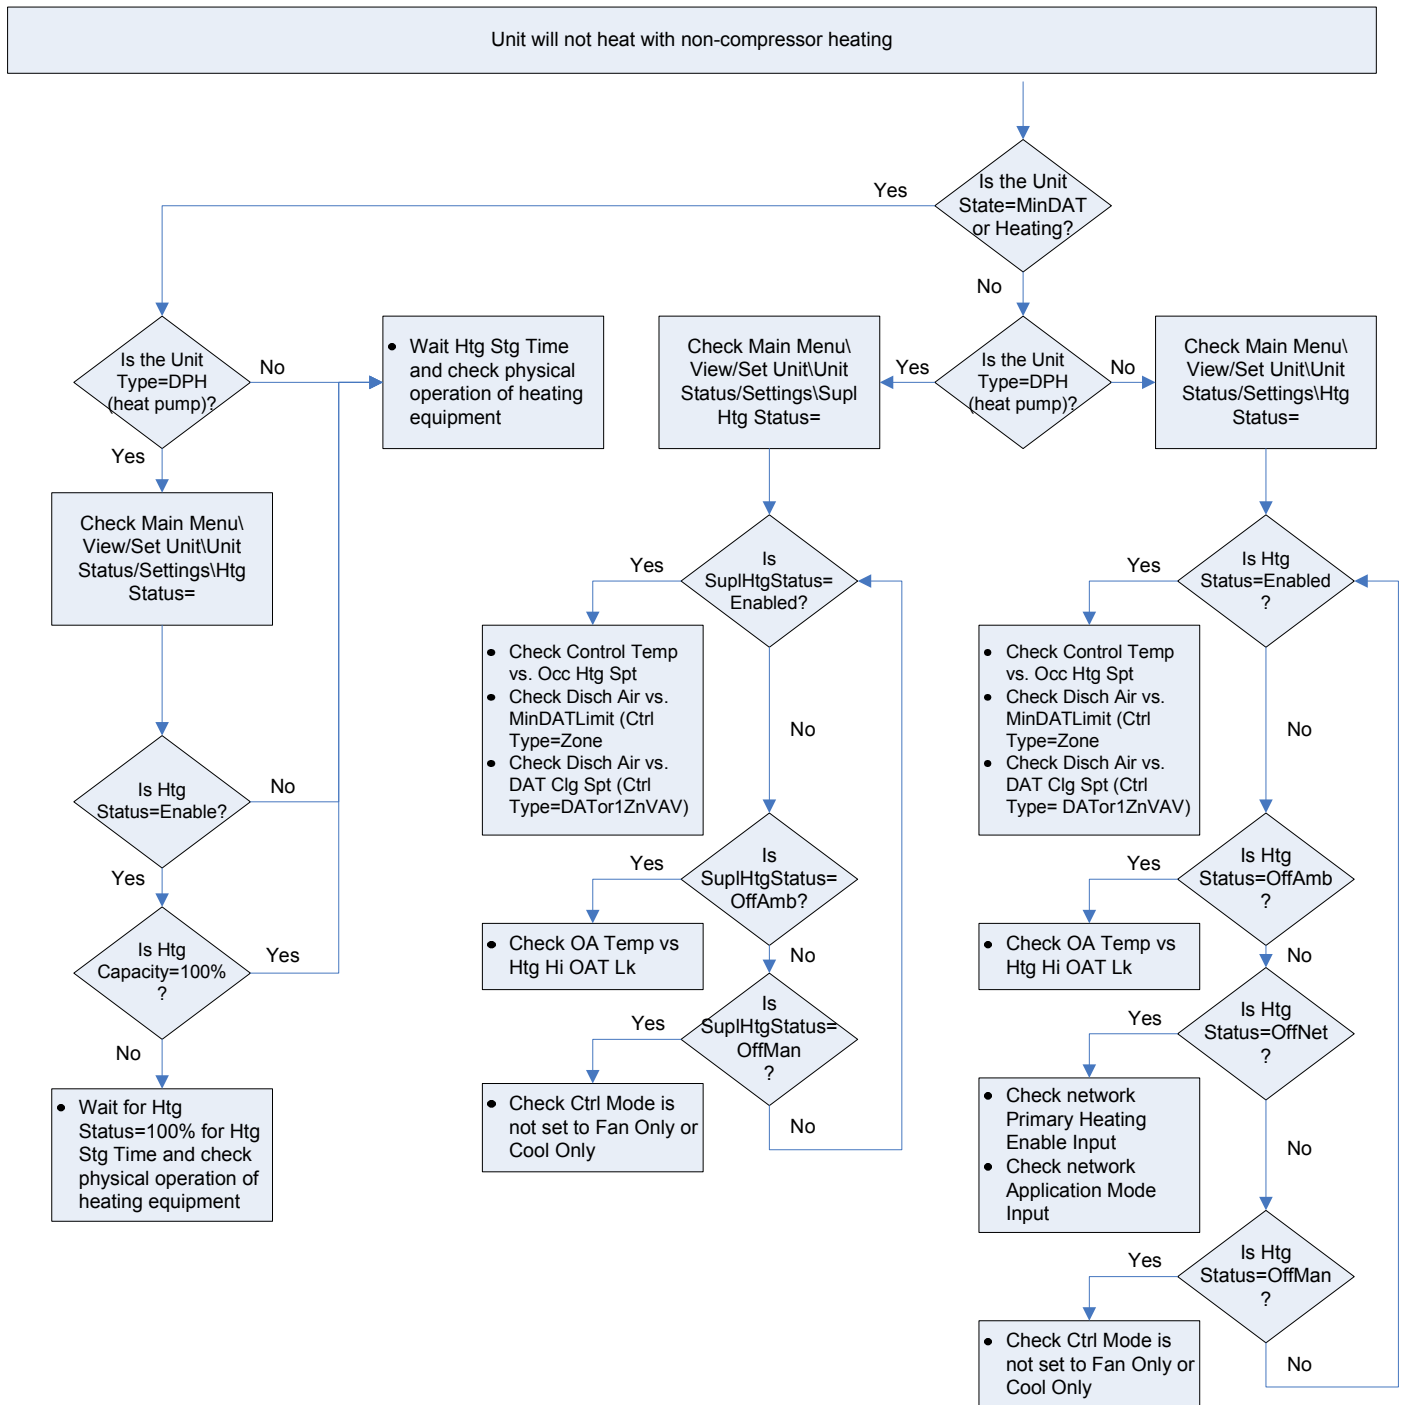 Unit will not heat with non-compressor heating
Is the Unit
State=MinDAT
or Heating?
Yes
No
Is the Unit
Type=DPH
(heat pump)?
No
Yes
• Wait Htg Stg Time
and check physical
operation of heating
equipment
Check Main Menu\
View/Set Unit\Unit
Status/Settings\Htg
Status=
Is Htg
Status=Enable?
No
Yes
Is Htg
Capacity=100%
?
Yes
No
• Wait for Htg
Status=100% for Htg
Stg Time and check
physical operation of
heating equipment
Is the Unit
Type=DPH
(heat pump)?
Yes
No
Check Main Menu\
View/Set Unit\Unit
Status/Settings\Supl
Htg Status=
Is
SuplHtgStatus=
Enabled?
Yes
No
• Check Control Temp
vs. Occ Htg Spt
• Check Disch Air vs.
MinDATLimit (Ctrl
Type=Zone
• Check Disch Air vs.
DAT Clg Spt (Ctrl
Type=DATor1ZnVAV)
Is
SuplHtgStatus=
OffAmb?
Yes
No
• Check OA Temp vs
Htg Hi OAT Lk
Is
SuplHtgStatus=
OffMan
?
Yes
No
• Check Ctrl Mode is
not set to Fan Only or
Cool Only
Check Main Menu\
View/Set Unit\Unit
Status/Settings\Htg
Status=
Is Htg
Status=Enabled
?
Yes
No
• Check Control Temp
vs. Occ Htg Spt
• Check Disch Air vs.
MinDATLimit (Ctrl
Type=Zone
• Check Disch Air vs.
DAT Clg Spt (Ctrl
Type= DATor1ZnVAV)
Is Htg
Status=OffAmb
?
Yes
No
• Check OA Temp vs
Htg Hi OAT Lk
Is Htg
Status=OffNet
?
Yes
No
• Check network
Primary Heating
Enable Input
• Check network
Application Mode
Input
Is Htg
Status=OffMan
?
Yes
No
• Check Ctrl Mode is
not set to Fan Only or
Cool Only